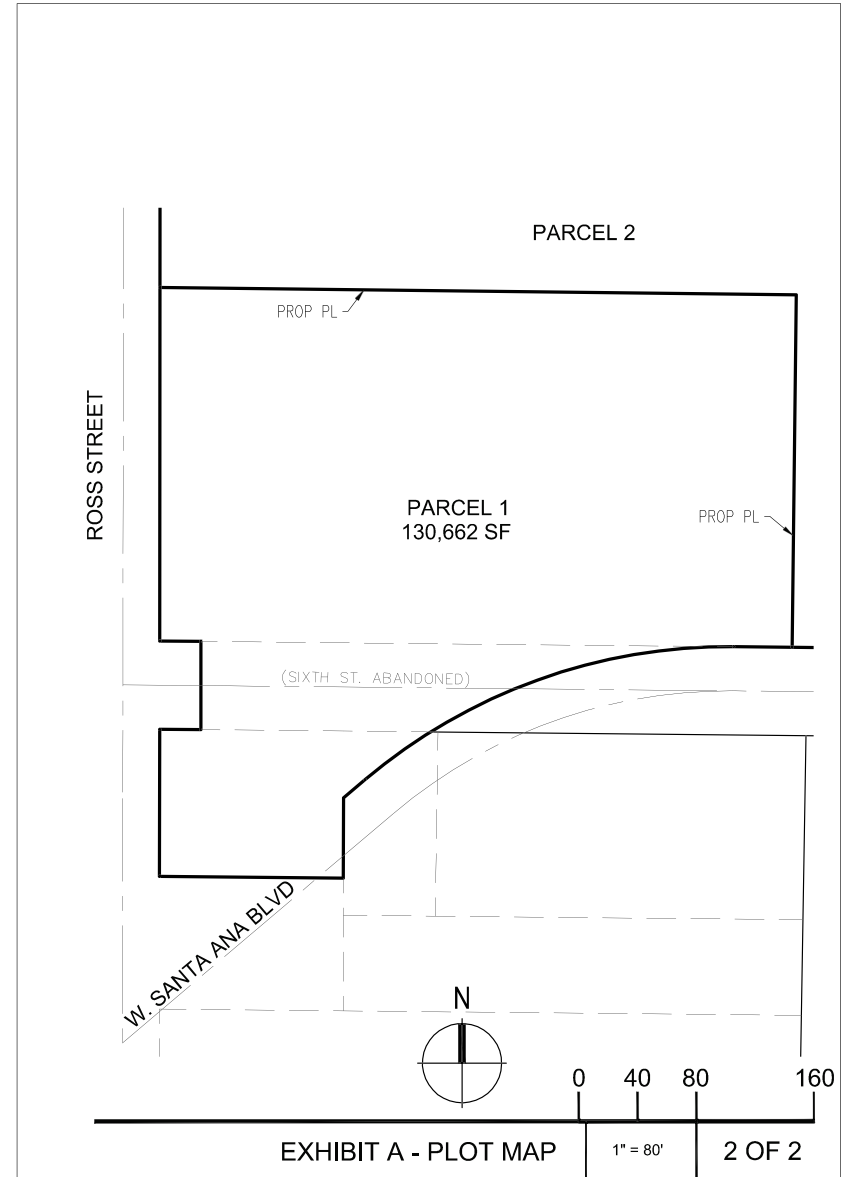 PARCEL 2
PROP PL
ROSS STREET
PARCEL 1
130,662 SF
PROP PL
(SIXTH ST. ABANDONED)
W. SANTA ANA BLVD
N
0 40 80 160
EXHIBIT A - PLOT MAP
1" = 80'
2 OF 2